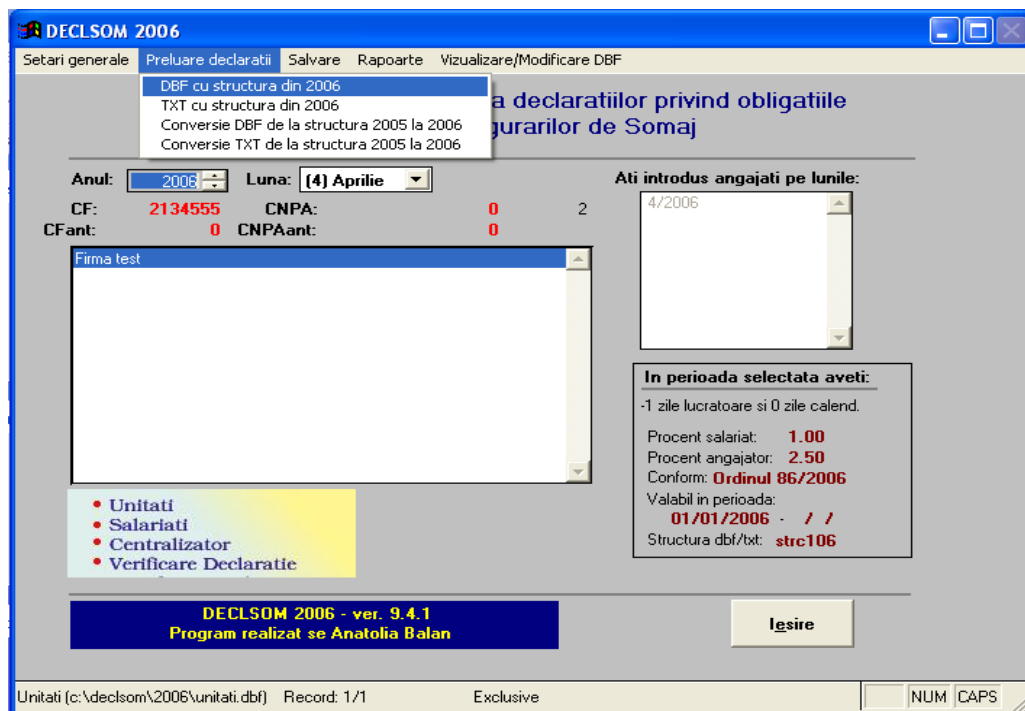 DECLSOM 2006
Setari generale Preluare declaratii Salvare Rapoarte Vizualizare/Modificare DBF
DBF cu structura din 2006
TXT cu structura din 2006
Conversie DBF de la structura 2005 la 2006
Conversie TXT de la structura 2005 la 2006
a declaratiilor privind obligatiile
gurarilor de Somaj
Anul: 2006 Luna: (4) Aprilie
Ati introdus angajati pe lunile:
CF: 2134555 CNPA: 0 2
CFant: 0 CNPAant: 0
4/2006
Firma test
In perioada selectata aveti:
-1 zile lucratoare si 0 zile calend.
Procent salariat: 1.00
Procent angajator: 2.50
Conform: Ordinul 86/2006
Valabil in perioada:
01/01/2006 - / /
Structura dbf/txt: strc106
• Unitati
• Salariati
• Centralizator
• Verificare Declaratie
DECLSOM 2006 - ver. 9.4.1
Program realizat se Anatolia Balan
Iesire
Unitati (c:\declsom\2006\unitati.dbf) Record: 1/1 Exclusive NUM CAPS